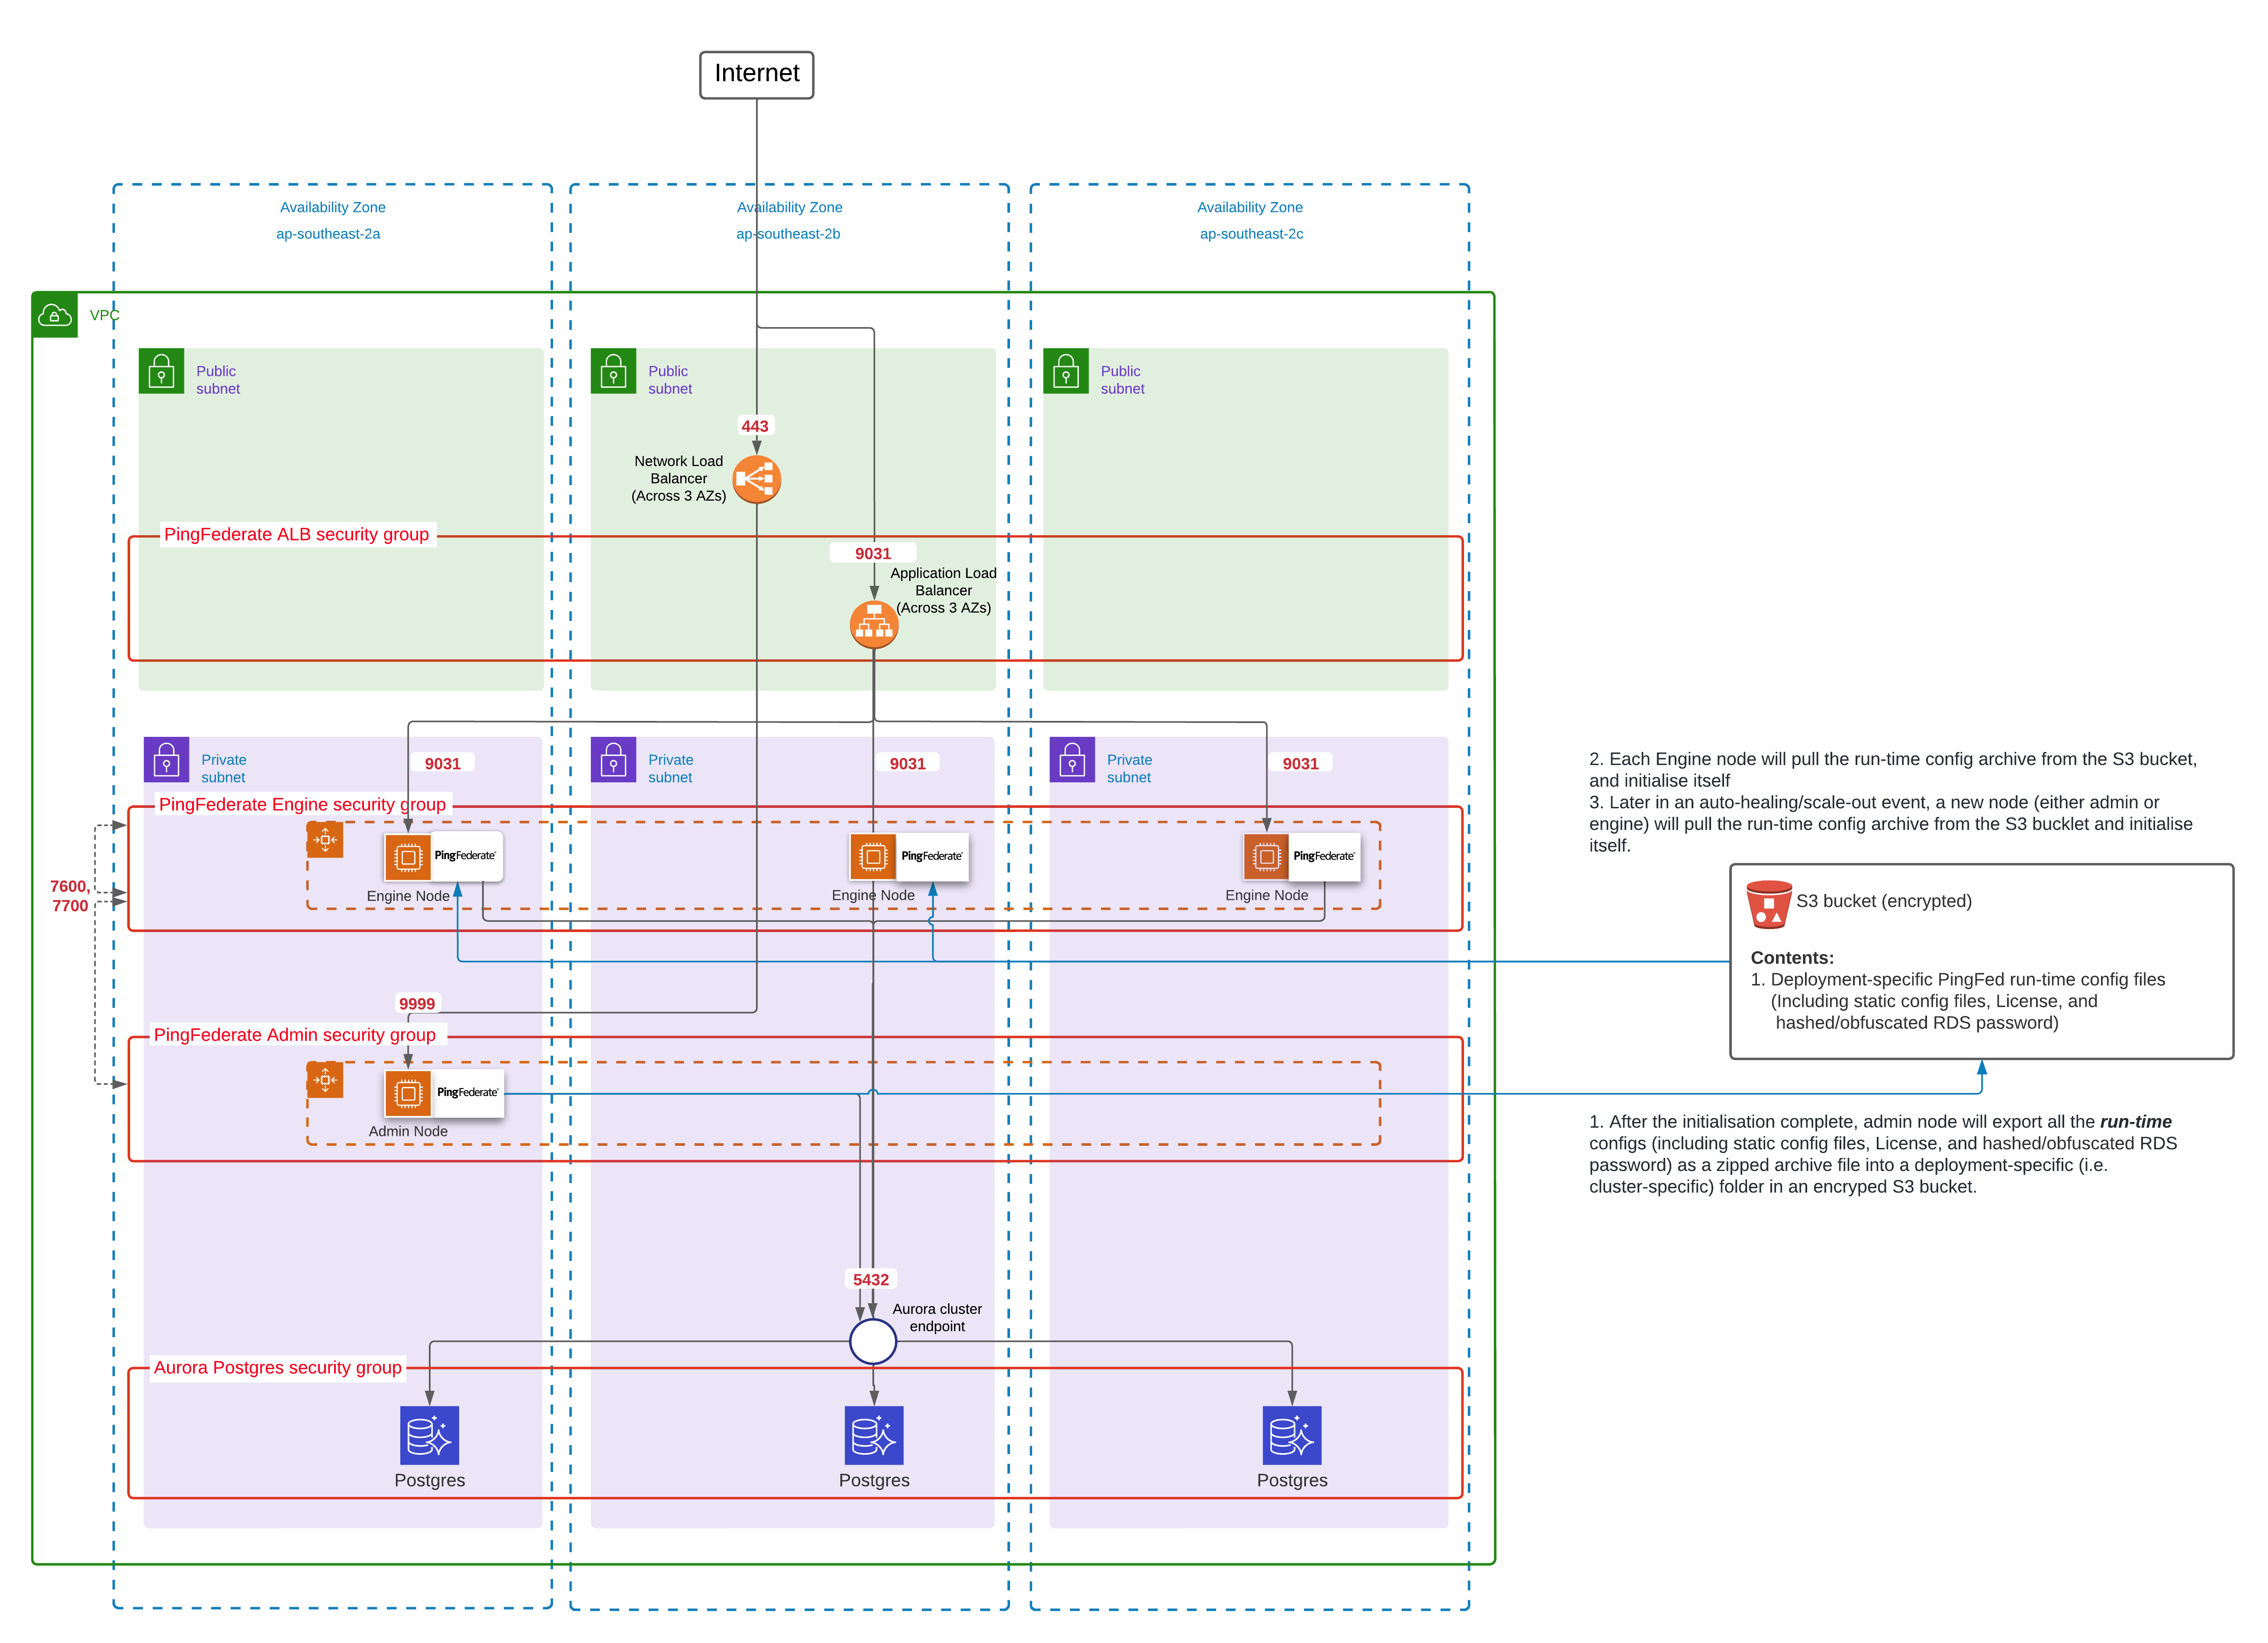 Internet
Availability Zone
ap-southeast-2a
Availability Zone
ap-southeast-2b
Availability Zone
ap-southeast-2c
VPC
Public
subnet
Public
subnet
Public
subnet
443
Network Load
Balancer
(Across 3 AZs)
PingFederate ALB security group
9031
Application Load
Balancer
(Across 3 AZs)
Private
subnet
9031
Private
subnet
9031
Private
subnet
9031
PingFederate Engine security group
PingFederate
Engine Node
PingFederate
Engine Node
PingFederate
Engine Node
7600,
7700
9999
PingFederate Admin security group
PingFederate
Admin Node
5432
Aurora cluster
endpoint
Aurora Postgres security group
Postgres
Postgres
Postgres
2. Each Engine node will pull the run-time config archive from the S3 bucket,
and initialise itself
3. Later in an auto-healing/scale-out event, a new node (either admin or
engine) will pull the run-time config archive from the S3 bucklet and initialise
itself.
S3 bucket (encrypted)
Contents:
1. Deployment-specific PingFed run-time config files
(Including static config files, License, and
hashed/obfuscated RDS password)
1. After the initialisation complete, admin node will export all the run-time
configs (including static config files, License, and hashed/obfuscated RDS
password) as a zipped archive file into a deployment-specific (i.e.
cluster-specific) folder in an encryped S3 bucket.